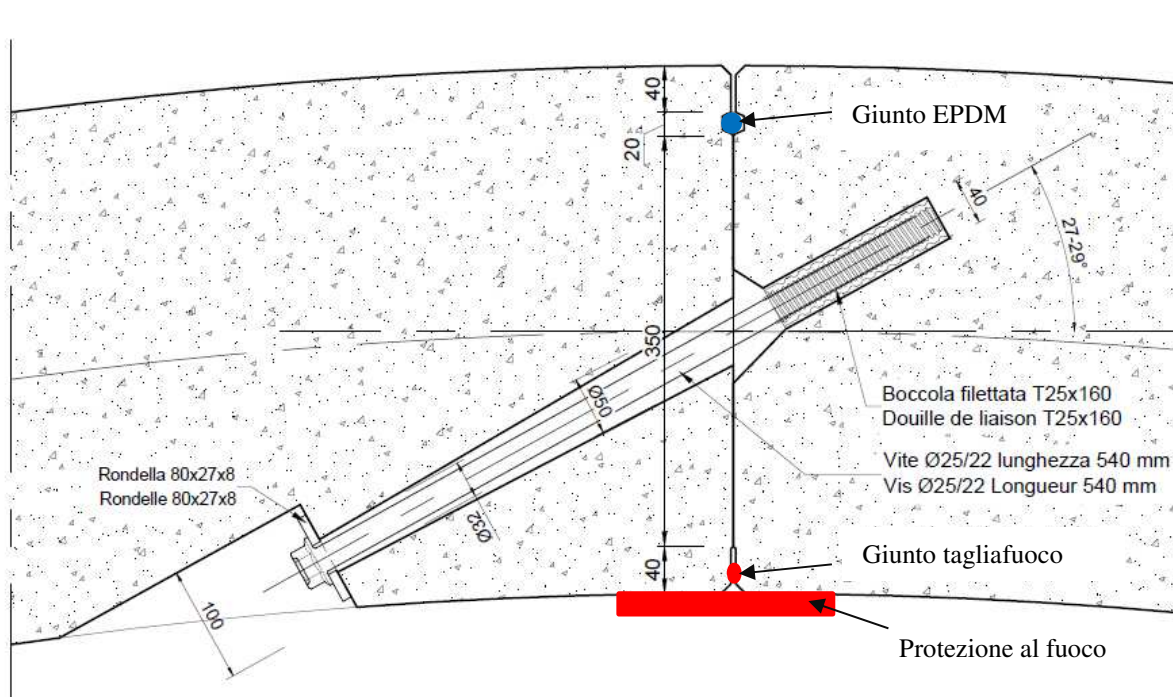 40
Giunto EPDM
20
40
27-29°
350
Ø50
Boccola filettata T25x160
Douille de liaison T25x160
Vite Ø25/22 lunghezza 540 mm
Vis Ø25/22 Longueur 540 mm
Rondella 80x27x8
Rondelle 80x27x8
Ø32
Giunto tagliafuoco
40
100
Protezione al fuoco